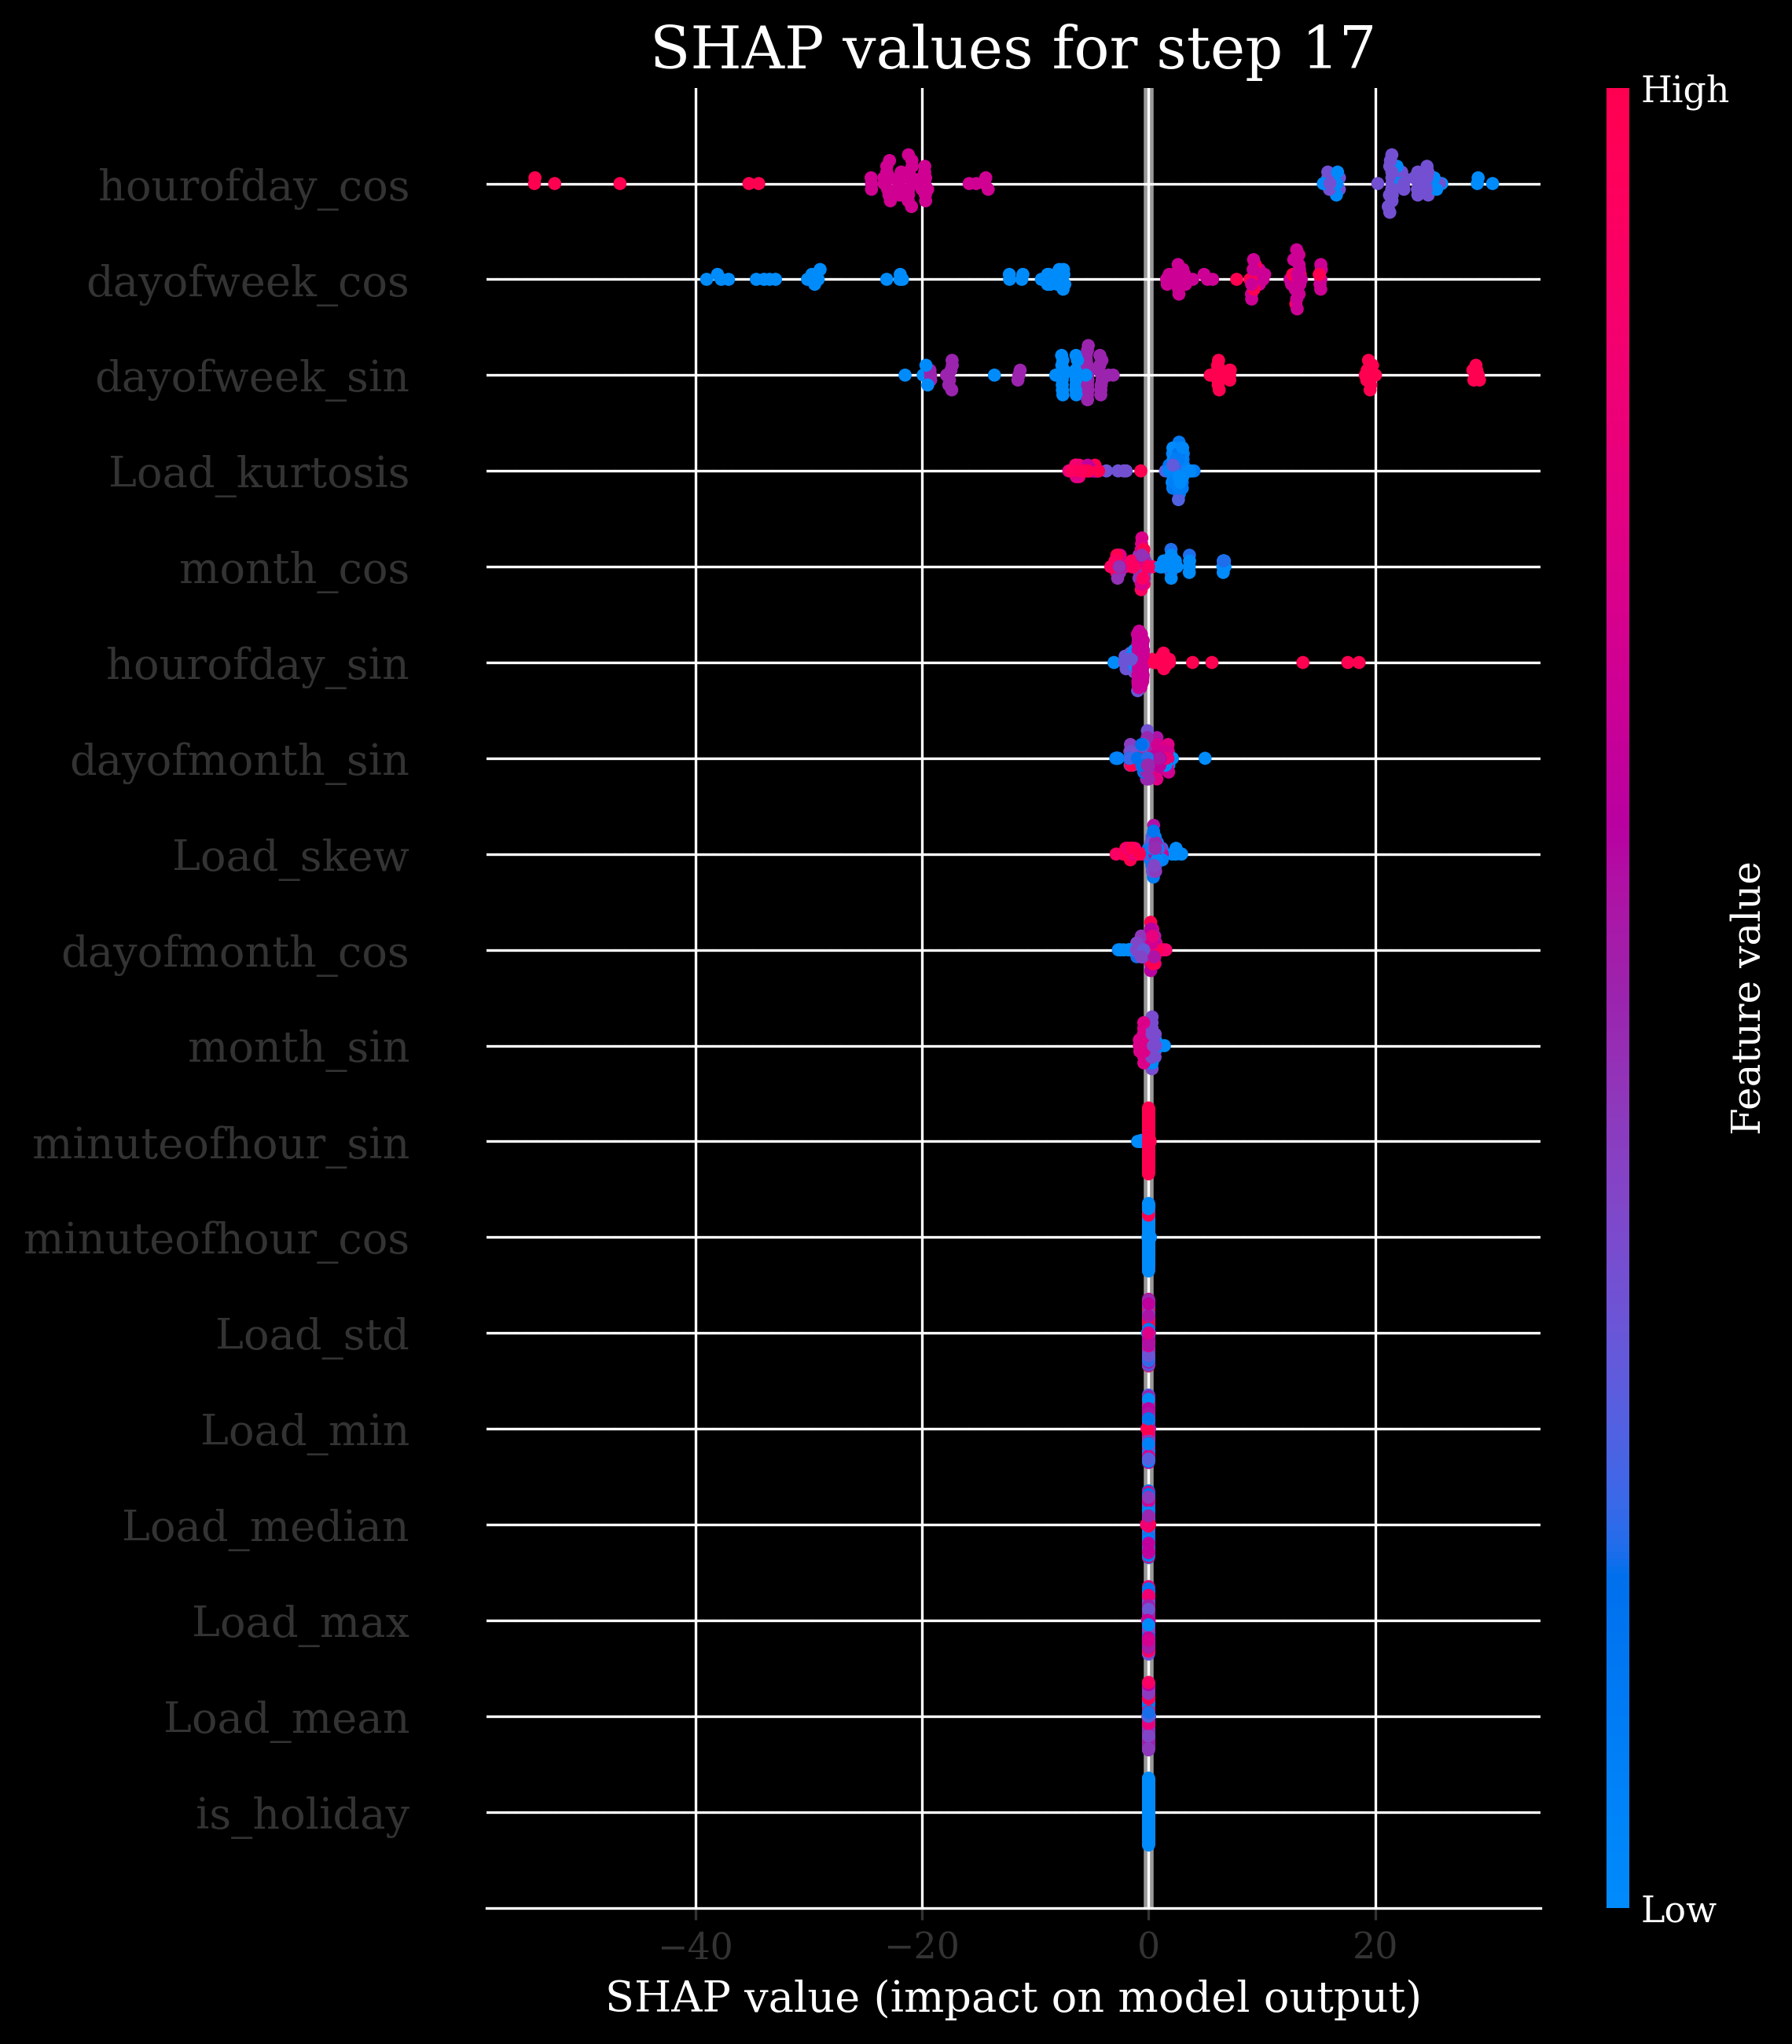 SHAP values for step 17
High
hourofday_cos
dayofweek_cos
dayofweek_sin
Load_kurtosis
month_cos
hourofday_sin
dayofmonth_sin
Load_skew
dayofmonth_cos
month_sin
minuteofhour_sin
minuteofhour_cos
Load_std
Load_min
Load_median
Load_max
Load_mean
is_holiday
Feature value
Low
−40 −20 0 20
SHAP value (impact on model output)